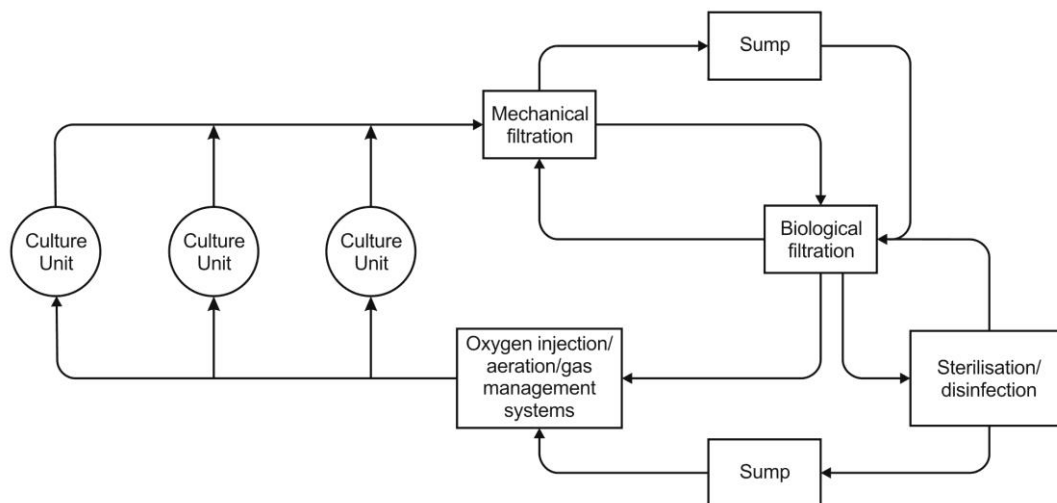 Sump
Mechanical
filtration
Culture
Unit
Culture
Unit
Culture
Unit
Biological
filtration
Oxygen injection/
aeration/gas
management
systems
Sterilisation/
disinfection
Sump